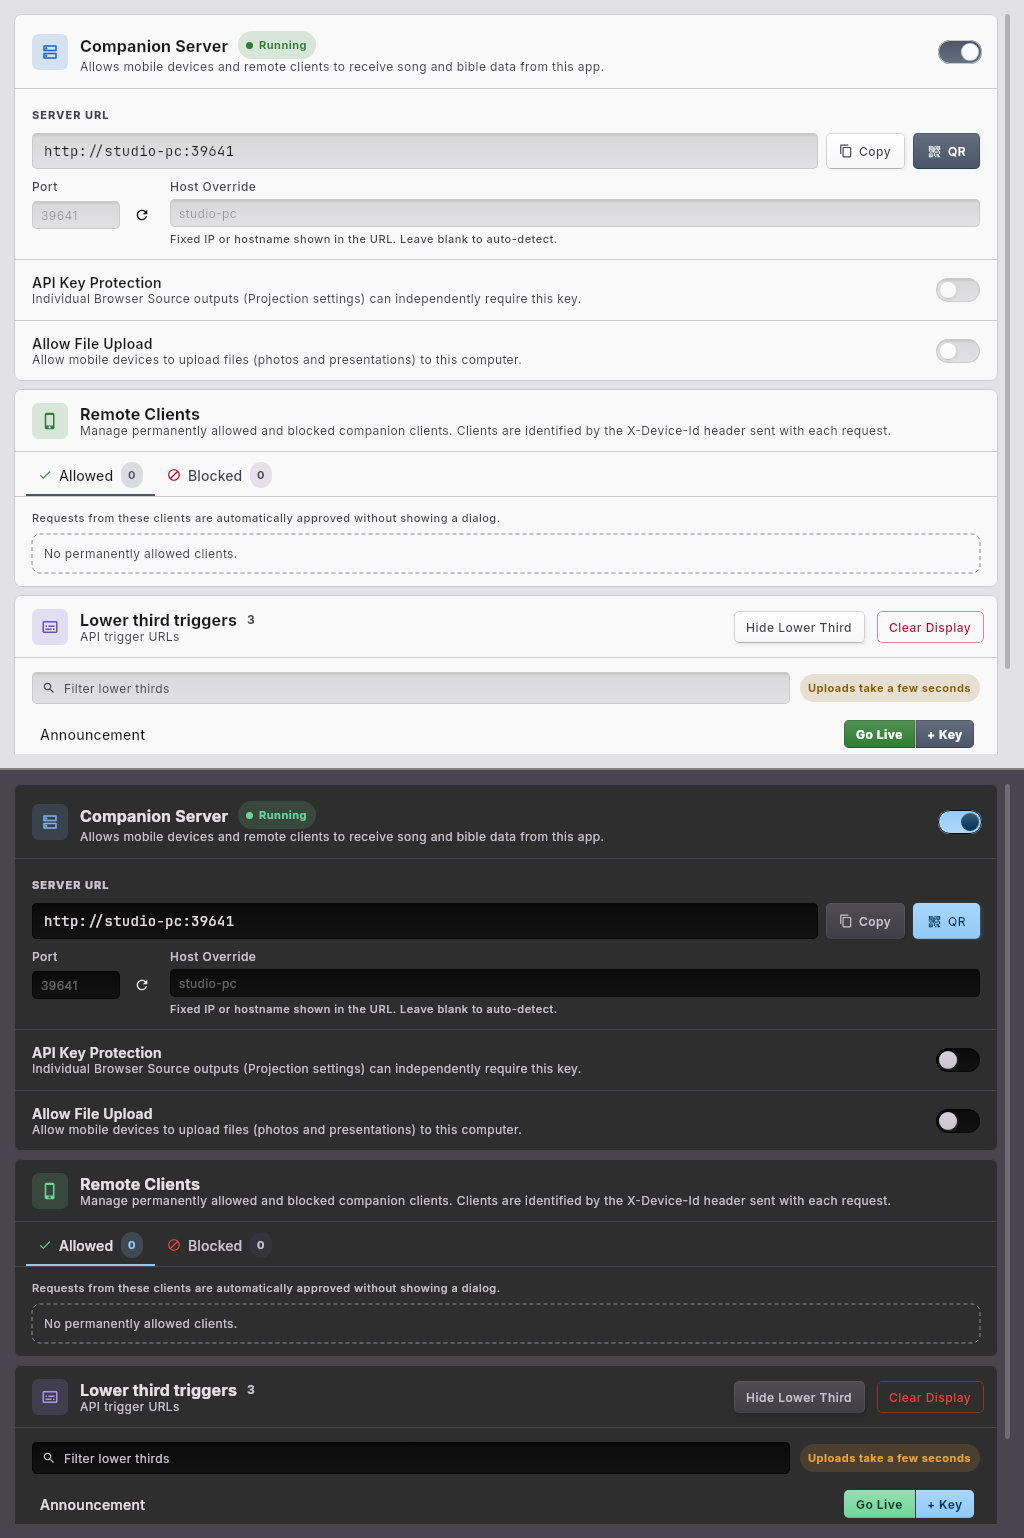 Companion Server Running
Allows mobile devices and remote clients to receive song and bible data from this app.
SERVER URL
http://studio-pc:39641 Copy QR
Port Host Override
39641 studio-pc
Fixed IP or hostname shown in the URL. Leave blank to auto-detect.
API Key Protection
Individual Browser Source outputs (Projection settings) can independently require this key.
Allow File Upload
Allow mobile devices to upload files (photos and presentations) to this computer.
Remote Clients
Manage permanently allowed and blocked companion clients. Clients are identified by the X-Device-Id header sent with each request.
Allowed 0 Blocked 0
Requests from these clients are automatically approved without showing a dialog.
No permanently allowed clients.
Lower third triggers 3 Hide Lower Third Clear Display
API trigger URLs
Filter lower thirds Uploads take a few seconds
Announcement Go Live + Key
Companion Server Running
Allows mobile devices and remote clients to receive song and bible data from this app.
SERVER URL
http://studio-pc:39641 Copy QR
Port Host Override
39641 studio-pc
Fixed IP or hostname shown in the URL. Leave blank to auto-detect.
API Key Protection
Individual Browser Source outputs (Projection settings) can independently require this key.
Allow File Upload
Allow mobile devices to upload files (photos and presentations) to this computer.
Remote Clients
Manage permanently allowed and blocked companion clients. Clients are identified by the X-Device-Id header sent with each request.
Allowed 0 Blocked 0
Requests from these clients are automatically approved without showing a dialog.
No permanently allowed clients.
Lower third triggers 3 Hide Lower Third Clear Display
API trigger URLs
Filter lower thirds Uploads take a few seconds
Announcement Go Live + Key